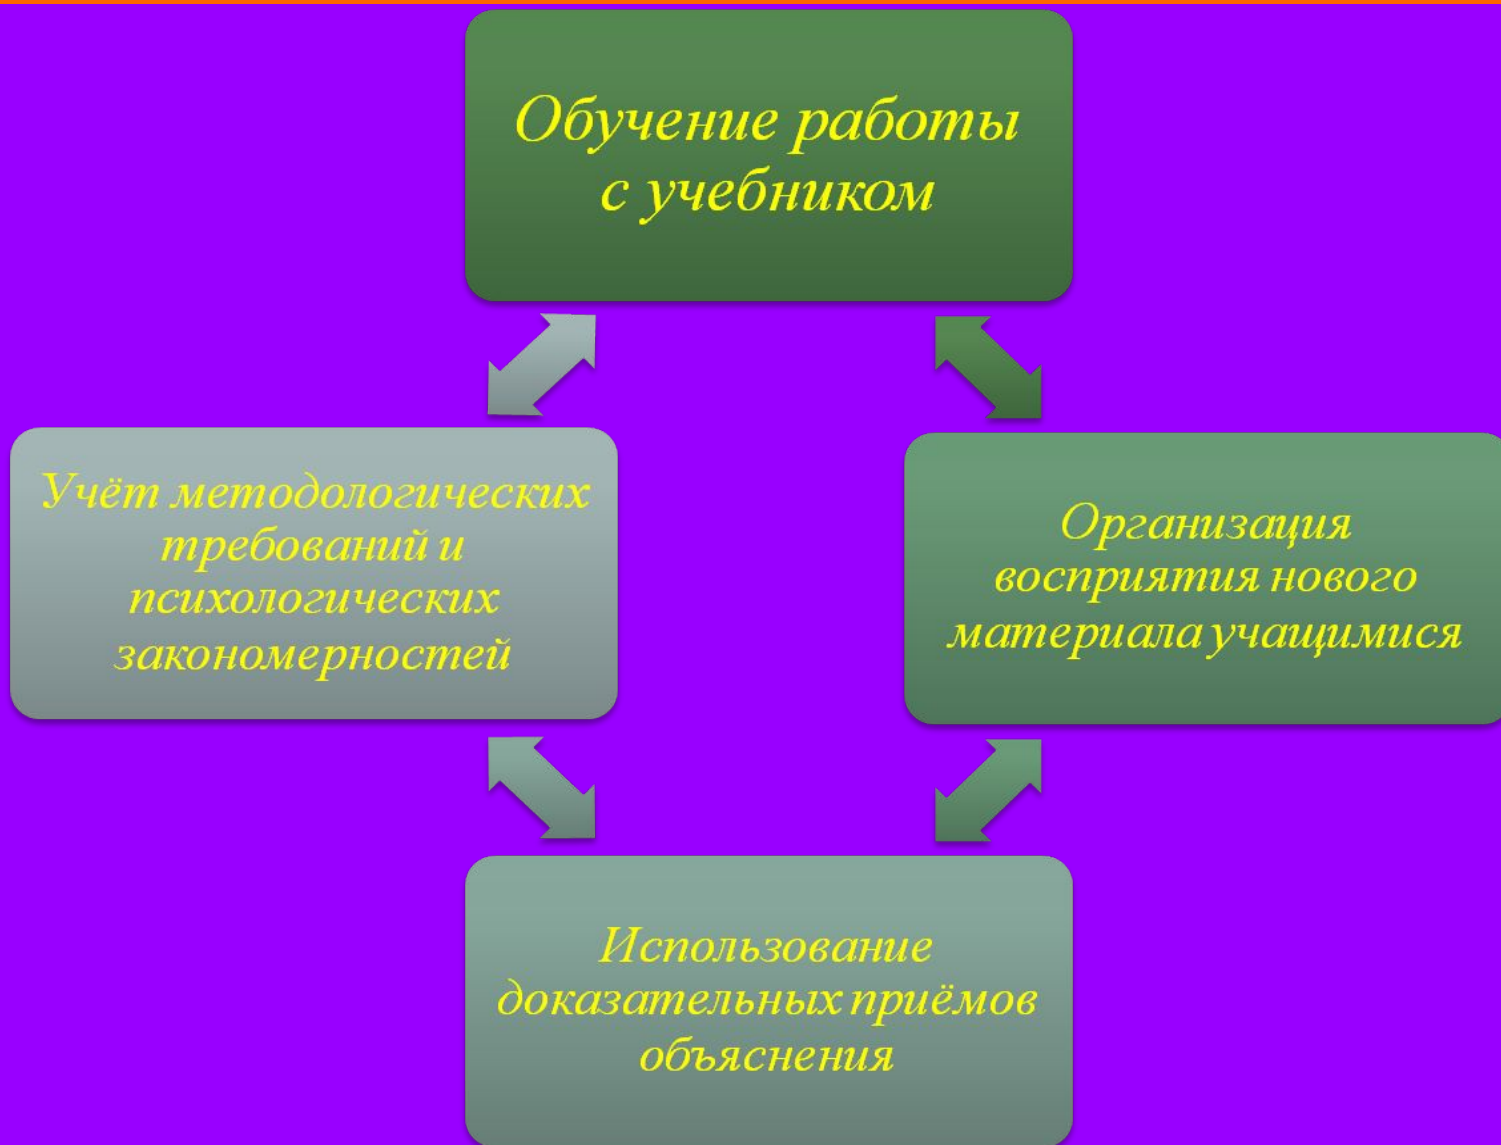 Обучение работы
с учебником
Учёт методологических
требований и
психологических
закономерностей
Организация
восприятия нового
материала учащимися
Использование
доказательных приёмов
объяснения